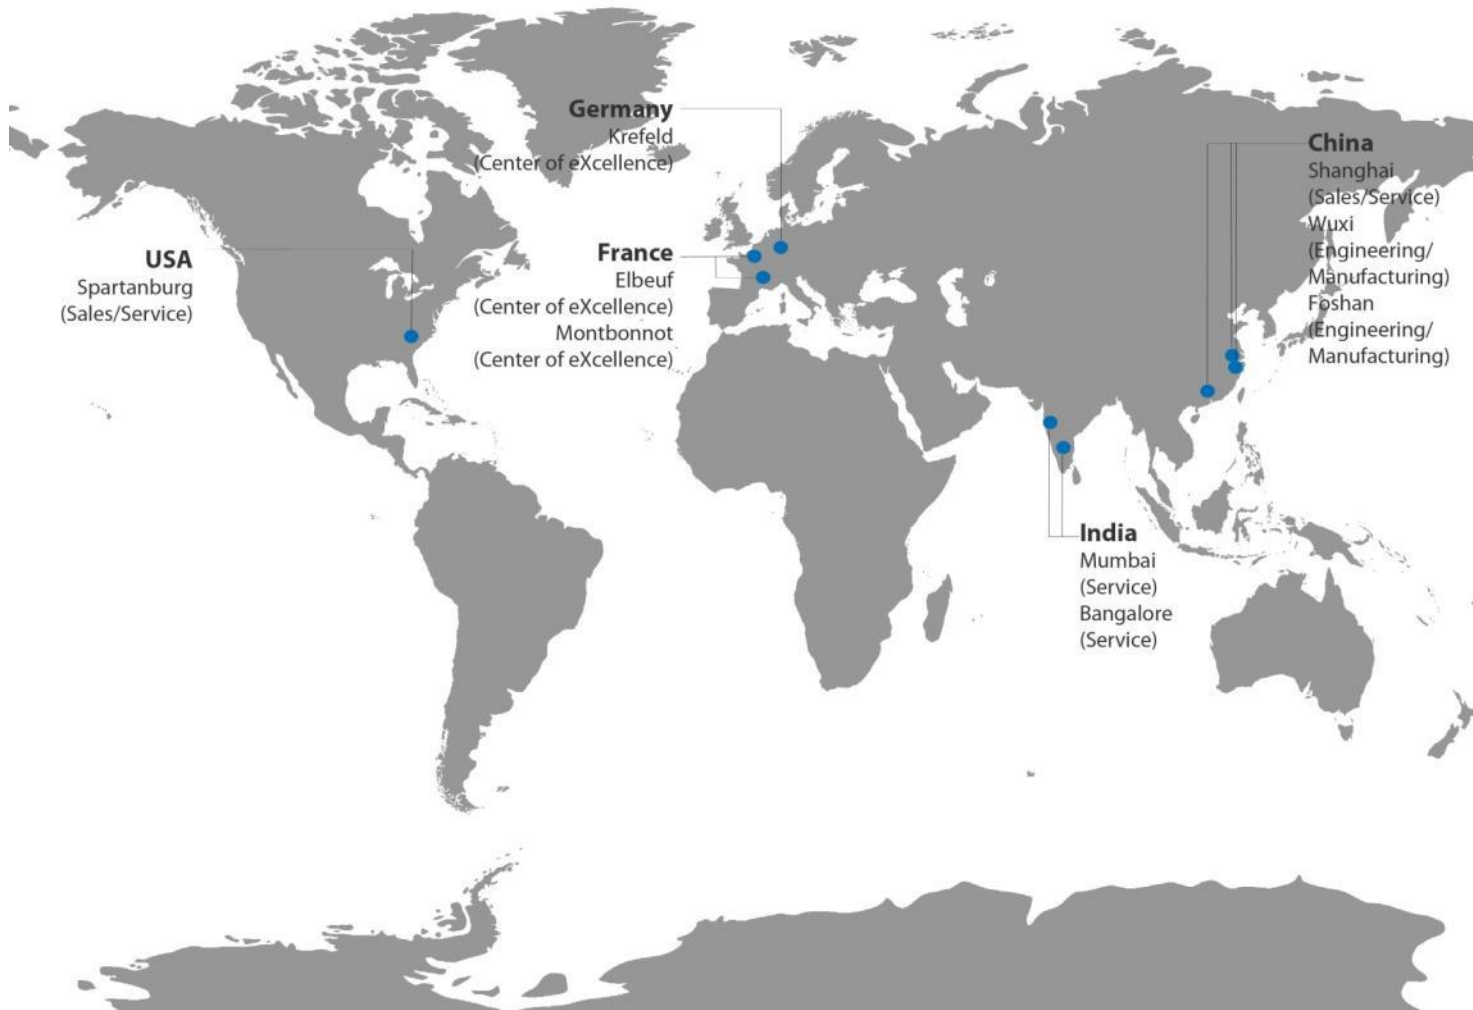 Germany
Krefeld
(Center of eXcellence)
China
Shanghai
(Sales/Service)
Wuxi
(Engineering/
Manufacturing)
Foshan
(Engineering/
Manufacturing)
USA
Spartanburg
(Sales/Service)
France
Elbeuf
(Center of eXcellence)
Montbonnot
(Center of eXcellence)
India
Mumbai
(Service)
Bangalore
(Service)